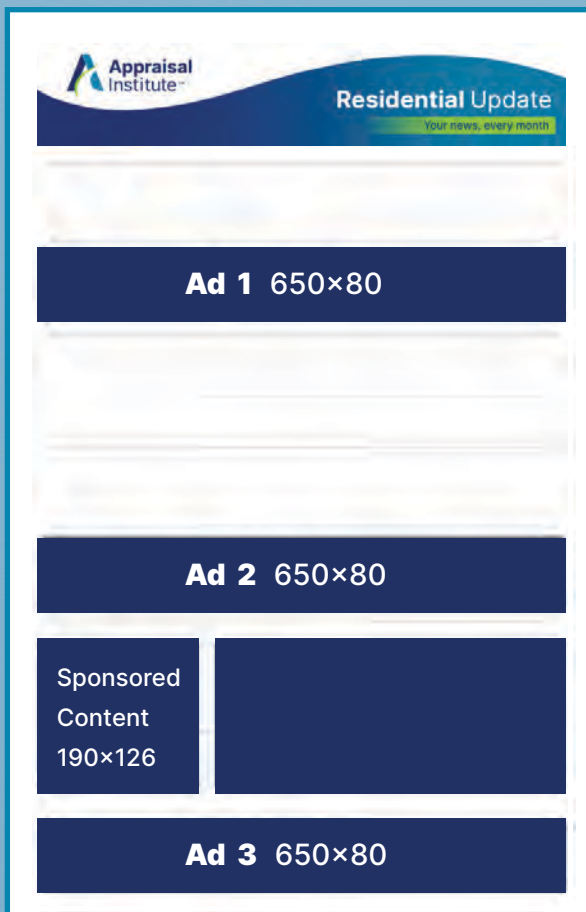 Appraisal
Institute™
Residential Update
Your news, every month
Ad 1 650×80
Ad 2 650×80
Sponsored
Content
190×126
Ad 3 650×80